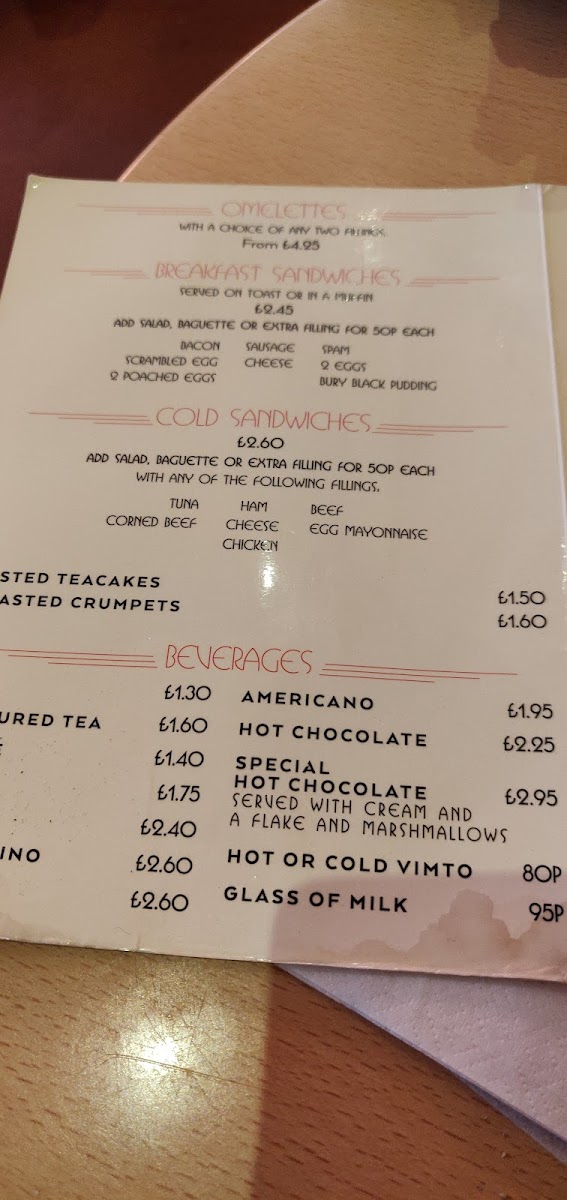 OMELETTES
WITH A CHOICE OF ANY TWO FILLINGS.
From £4.25
BREAKFAST SANDWICHES
SERVED ON TOAST OR IN A MUFFIN
£2.45
ADD SALAD, BAGUETTE OR EXTRA FILLING FOR 50P EACH
BACON SAUSAGE SPAM
SCRAMBLED EGG CHEESE 2 EGGS
2 POACHED EGGS BURY BLACK PUDDING
COLD SANDWICHES
£2.60
ADD SALAD, BAGUETTE OR EXTRA FILLING FOR 50P EACH
WITH ANY OF THE FOLLOWING FILLINGS.
TUNA HAM BEEF
CORNED BEEF CHEESE EGG MAYONNAISE
CHICKEN
STED TEACAKES £1.50
ASTED CRUMPETS £1.60
BEVERAGES
£1.30 AMERICANO £1.95
URED TEA £1.60 HOT CHOCOLATE £2.25
£1.40 SPECIAL
HOT CHOCOLATE £2.95
£1.75 SERVED WITH CREAM AND
A FLAKE AND MARSHMALLOWS
£2.40
INO £2.60 HOT OR COLD VIMTO 80P
£2.60 GLASS OF MILK 95P